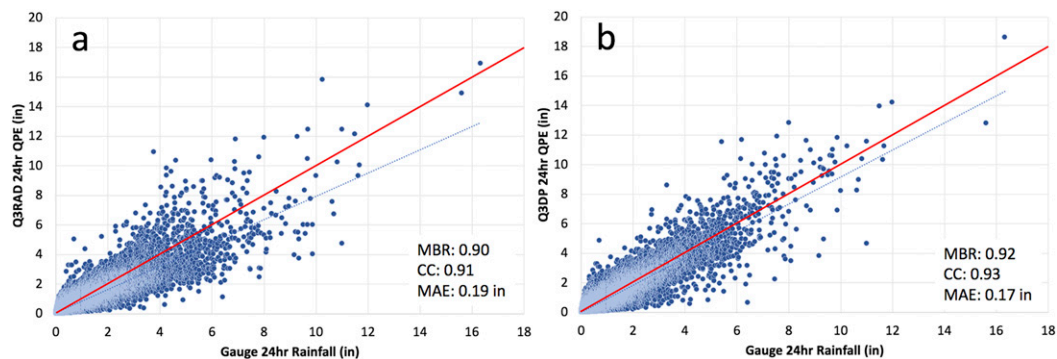 a
Q3RAD 24hr QPE (in)
20
18
16
14
12
10
8
6
4
2
0
MBR: 0.90
CC: 0.91
MAE: 0.19 in
0 2 4 6 8 10 12 14 16 18
Gauge 24hr Rainfall (in)
b
Q3DP 24hr QPE (in)
20
18
16
14
12
10
8
6
4
2
0
MBR: 0.92
CC: 0.93
MAE: 0.17 in
0 2 4 6 8 10 12 14 16 18
Gauge 24hr Rainfall (in)